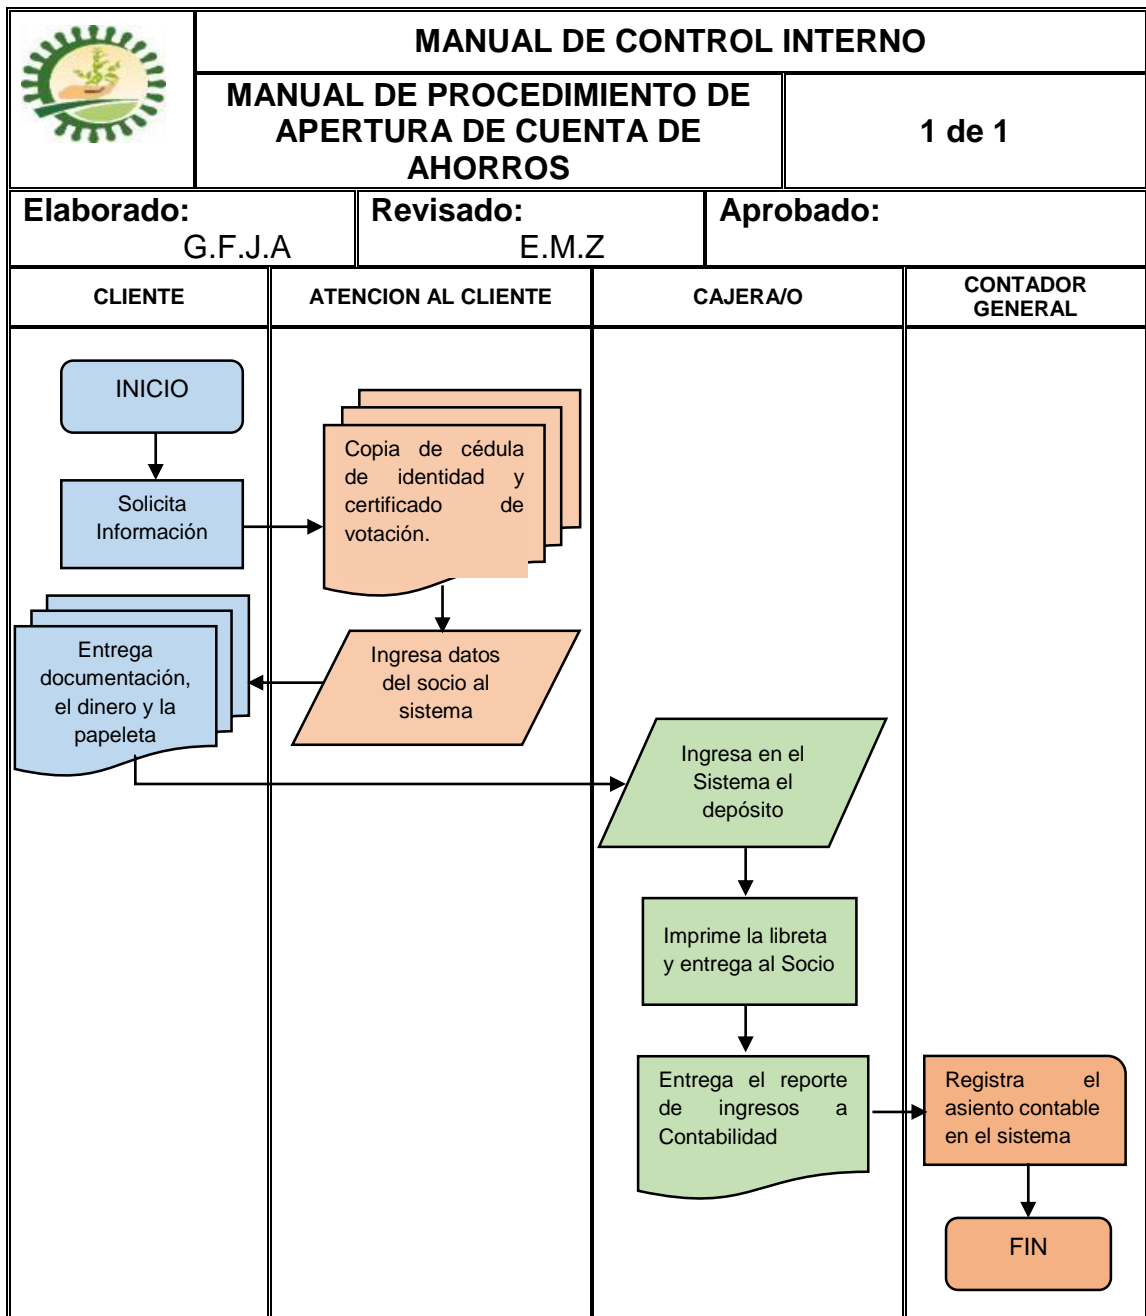 MANUAL DE CONTROL INTERNO
MANUAL DE PROCEDIMIENTO DE
APERTURA DE CUENTA DE
AHORROS
1 de 1
Elaborado:
G.F.J.A
Revisado:
E.M.Z
Aprobado:
CLIENTE
ATENCION AL CLIENTE
CAJERA/O
CONTADOR
GENERAL
INICIO
Solicita
Información
Copia de cédula
de identidad y
certificado de
votación.
Ingresa datos
del socio al
sistema
Entrega
documentación,
el dinero y la
papeleta
Ingresa en el
Sistema el
depósito
Imprime la libreta
y entrega al Socio
Entrega el reporte
de ingresos a
Contabilidad
Registra el
asiento contable
en el sistema
FIN